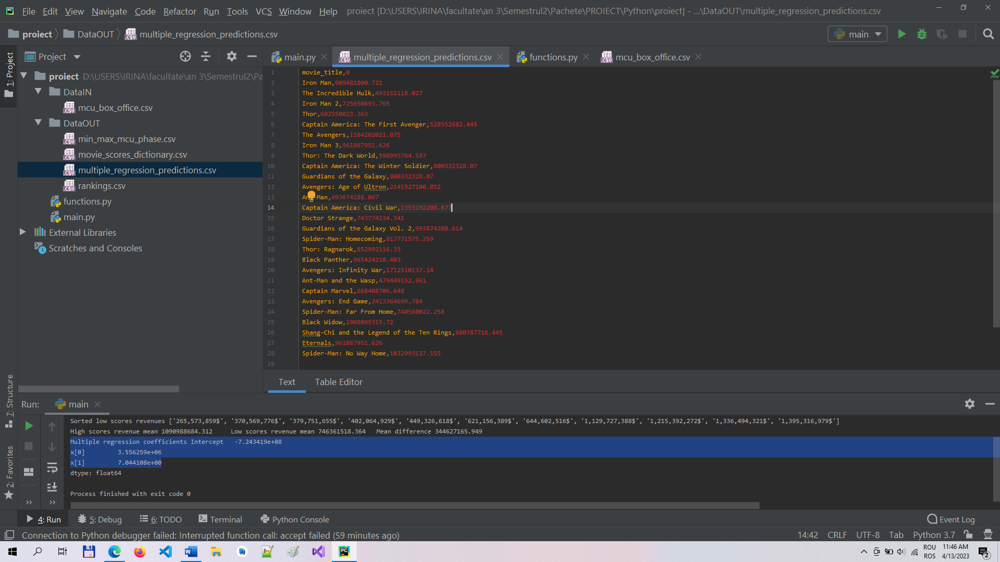 File Edit View Navigate Code Refactor Run Tools VCS Window Help proiect [D:\USERS\IRINA\facultate\an 3\Semestrul2\Pachete\PROIECT\Python\proiect] - ...\DataOUT\multiple_regression_predictions.csv
proiect DataOUT multiple_regression_predictions.csv main
Project main.py multiple_regression_predictions.csv functions.py mcu_box_office.csv
1: Project
proiect D:\USERS\IRINA\facultate\an 3\Semestrul2\Pa
DataIN
mcu_box_office.csv
DataOUT
min_max_mcu_phase.csv
movie_scores_dictionary.csv
multiple_regression_predictions.csv
rankings.csv
functions.py
main.py
External Libraries
Scratches and Consoles
1 movie_title,0
2 Iron Man,909481800.721
3 The Incredible Hulk,493161118.027
4 Iron Man 2,725650893.765
5 Thor,602550023.363
6 Captain America: The First Avenger,528552682.445
7 The Avengers,1184202021.075
8 Iron Man 3,961867951.626
9 Thor: The Dark World,598993764.587
10 Captain America: The Winter Soldier,800332328.07
11 Guardians of the Galaxy,800332328.07
12 Avengers: Age of Ultron,2141927100.852
13 Ant-Man,493674188.067
14 Captain America: Civil War,1353192208.877
15 Doctor Strange,743774234.341
16 Guardians of the Galaxy Vol. 2,993874280.614
17 Spider-Man: Homecoming,817771575.259
18 Thor: Ragnarok,852992116.33
19 Black Panther,965424210.403
20 Avengers: Infinity War,1712510137.14
21 Ant-Man and the Wasp,479449152.961
22 Captain Marvel,668408706.648
23 Avengers: End Game,2413364699.784
24 Spider-Man: Far From Home,740560022.258
25 Black Widow,1008099315.72
26 Shang-Chi and the Legend of the Ten Rings,680787716.445
27 Eternals,961867951.626
28 Spider-Man: No Way Home,1032993127.155
29
Text Table Editor
Z: Structure
2: Favorites
Run: main
Sorted low scores revenues ['265,573,859$', '370,569,776$', '379,751,655$', '402,064,929$', '449,326,618$', '621,156,389$', '644,602,516$', '1,129,727,388$', '1,215,392,272$', '1,336,494,321$', '1,395,316,979$']
High scores revenue mean 1090988684.312 Low scores revenue mean 746361518.364 Mean difference 344627165.949
Multiple regression coefficients Intercept -7.243419e+08
x[0] 3.556259e+06
x[1] 7.044108e+00
dtype: float64
Process finished with exit code 0
4: Run 5: Debug 6: TODO Terminal Python Console Event Log
Connection to Python debugger failed: Interrupted function call: accept failed (59 minutes ago) 14:42 CRLF UTF-8 Tab Python 3.7
ROU 11:46 AM
ROS 4/13/2023 2